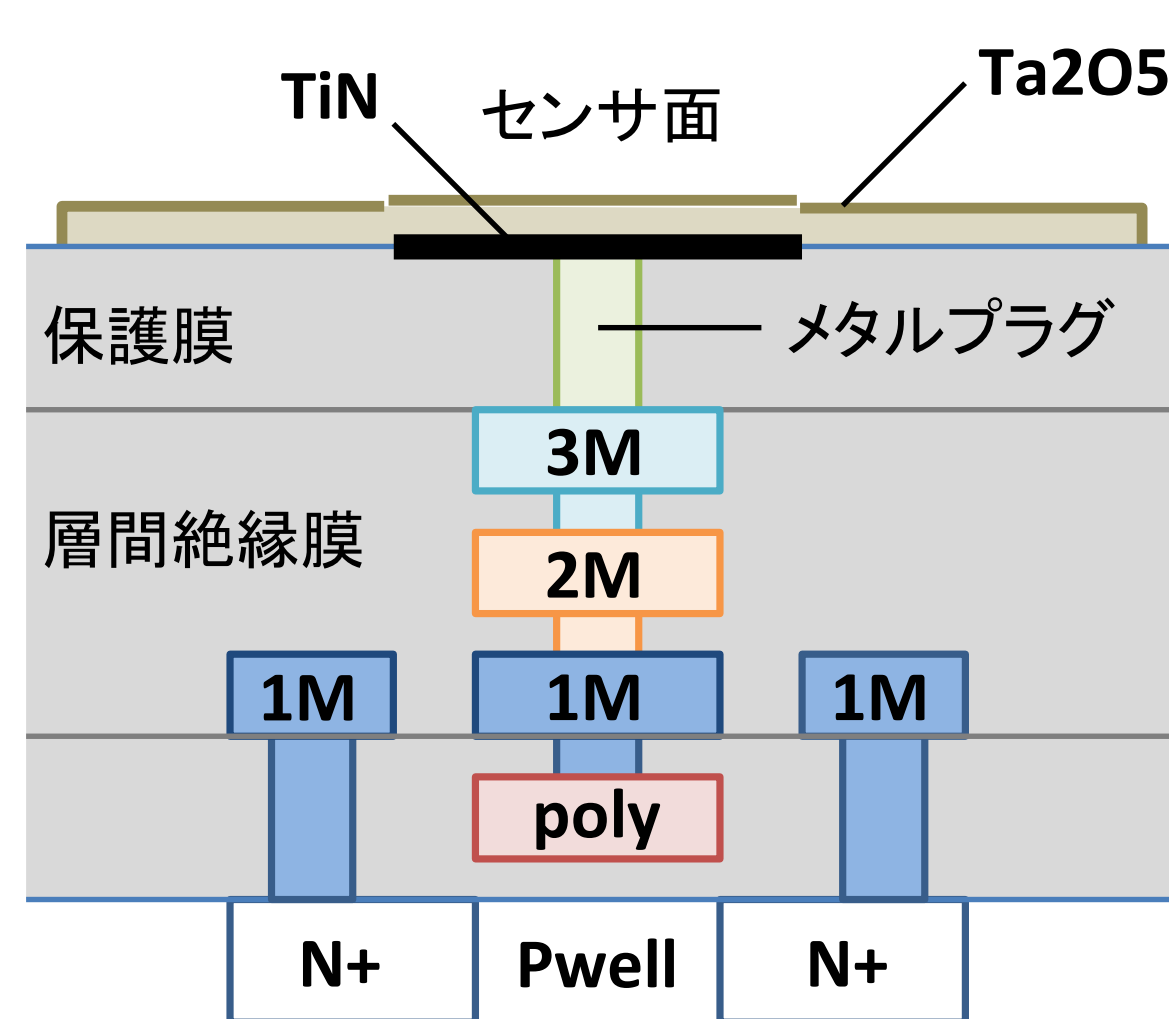 TiN
センサ面
Ta2O5
保護膜
メタルプラグ
3M
層間絶縁膜
2M
1M
1M
1M
poly
N+
Pwell
N+